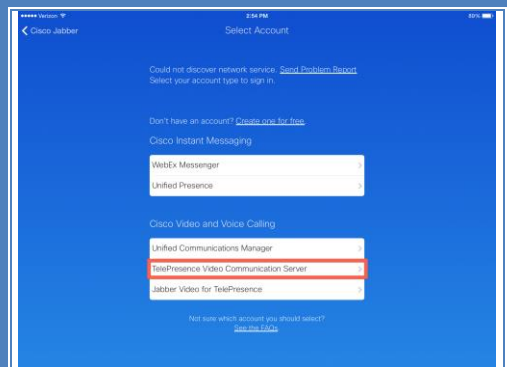 Verizon 2:54 PM 89%
Cisco Jabber Select Account
Could not discover network service. Send Problem Report
Select your account type to sign in.
Don't have an account? Create one for free.
Cisco Instant Messaging
WebEx Messenger
Unified Presence
Cisco Video and Voice Calling
Unified Communications Manager
TelePresence Video Communication Server
Jabber Video for TelePresence
Not sure which account you should select?
See the FAQs